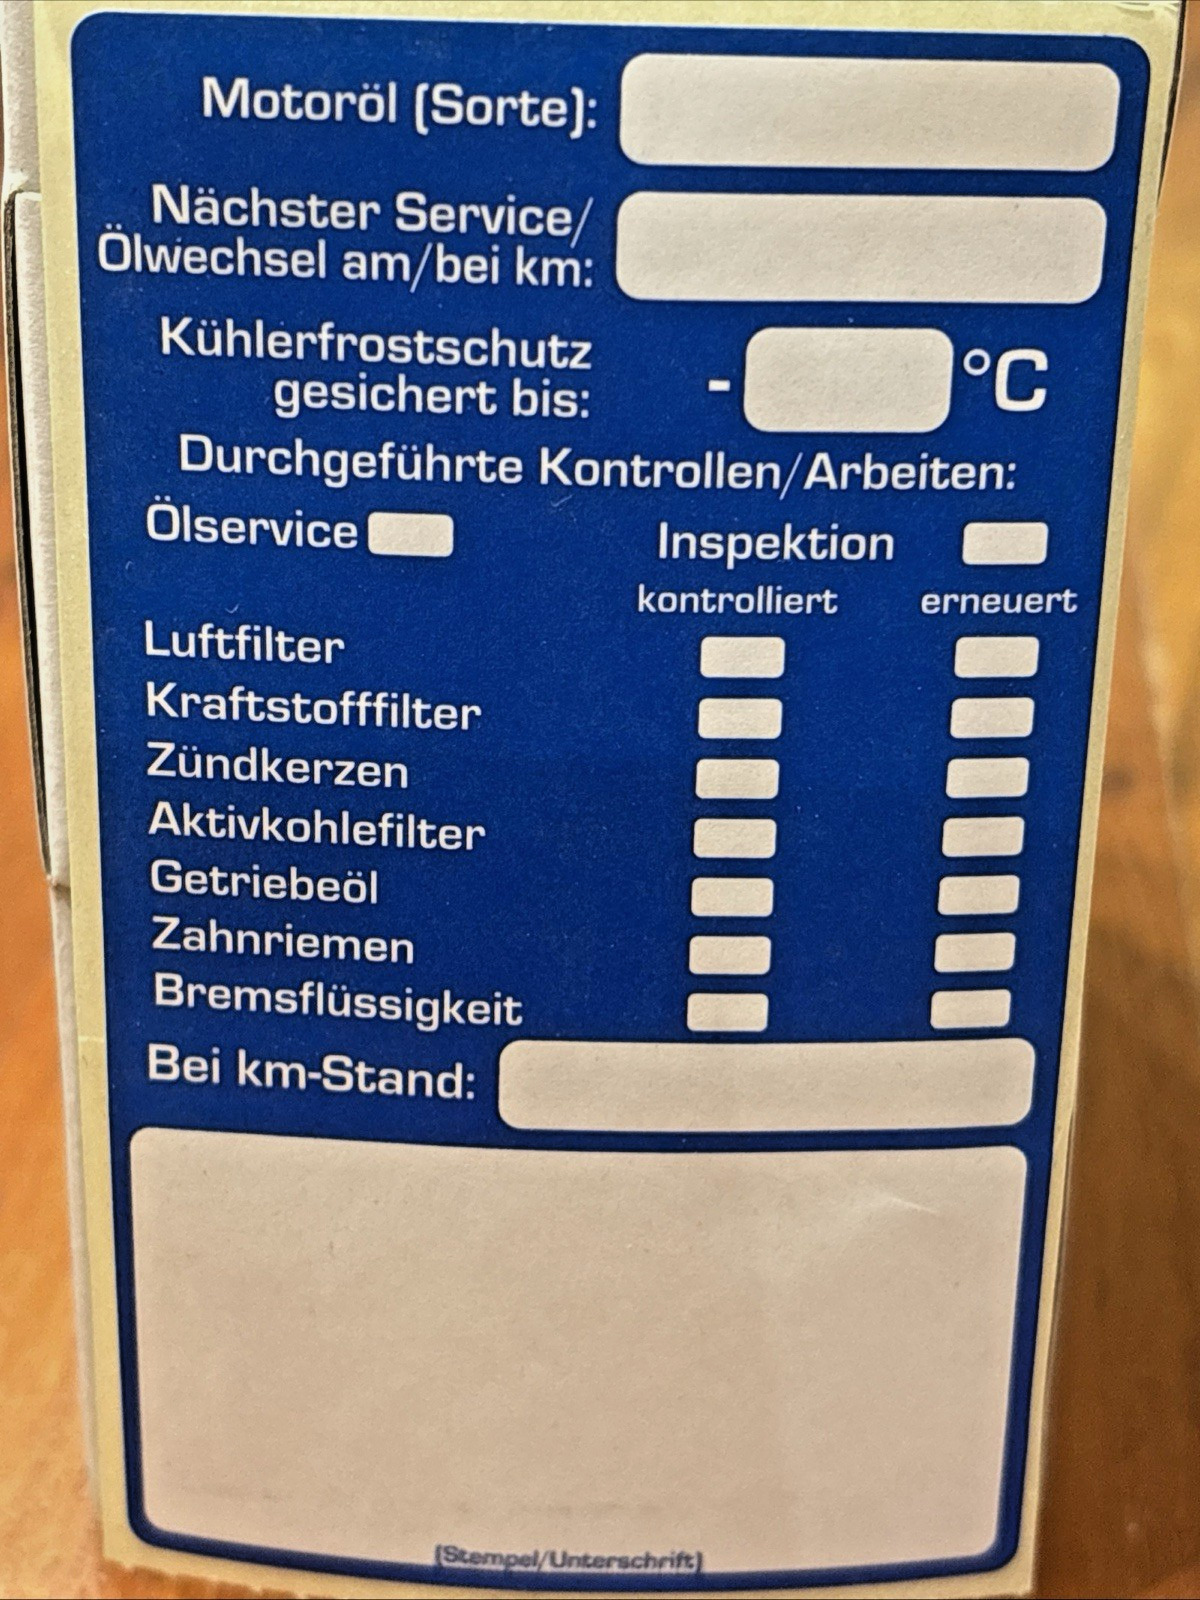 Motoröl (Sorte):
Nächster Service/
Ölwechsel am/bei km:
Kühlerfrostschutz
gesichert bis: - °C
Durchgeführte Kontrollen/Arbeiten:
Ölservice Inspektion
kontrolliert erneuert
Luftfilter
Kraftstofffilter
Zündkerzen
Aktivkohlefilter
Getriebeöl
Zahnriemen
Bremsflüssigkeit
Bei km-Stand:
(Stempel/Unterschrift)